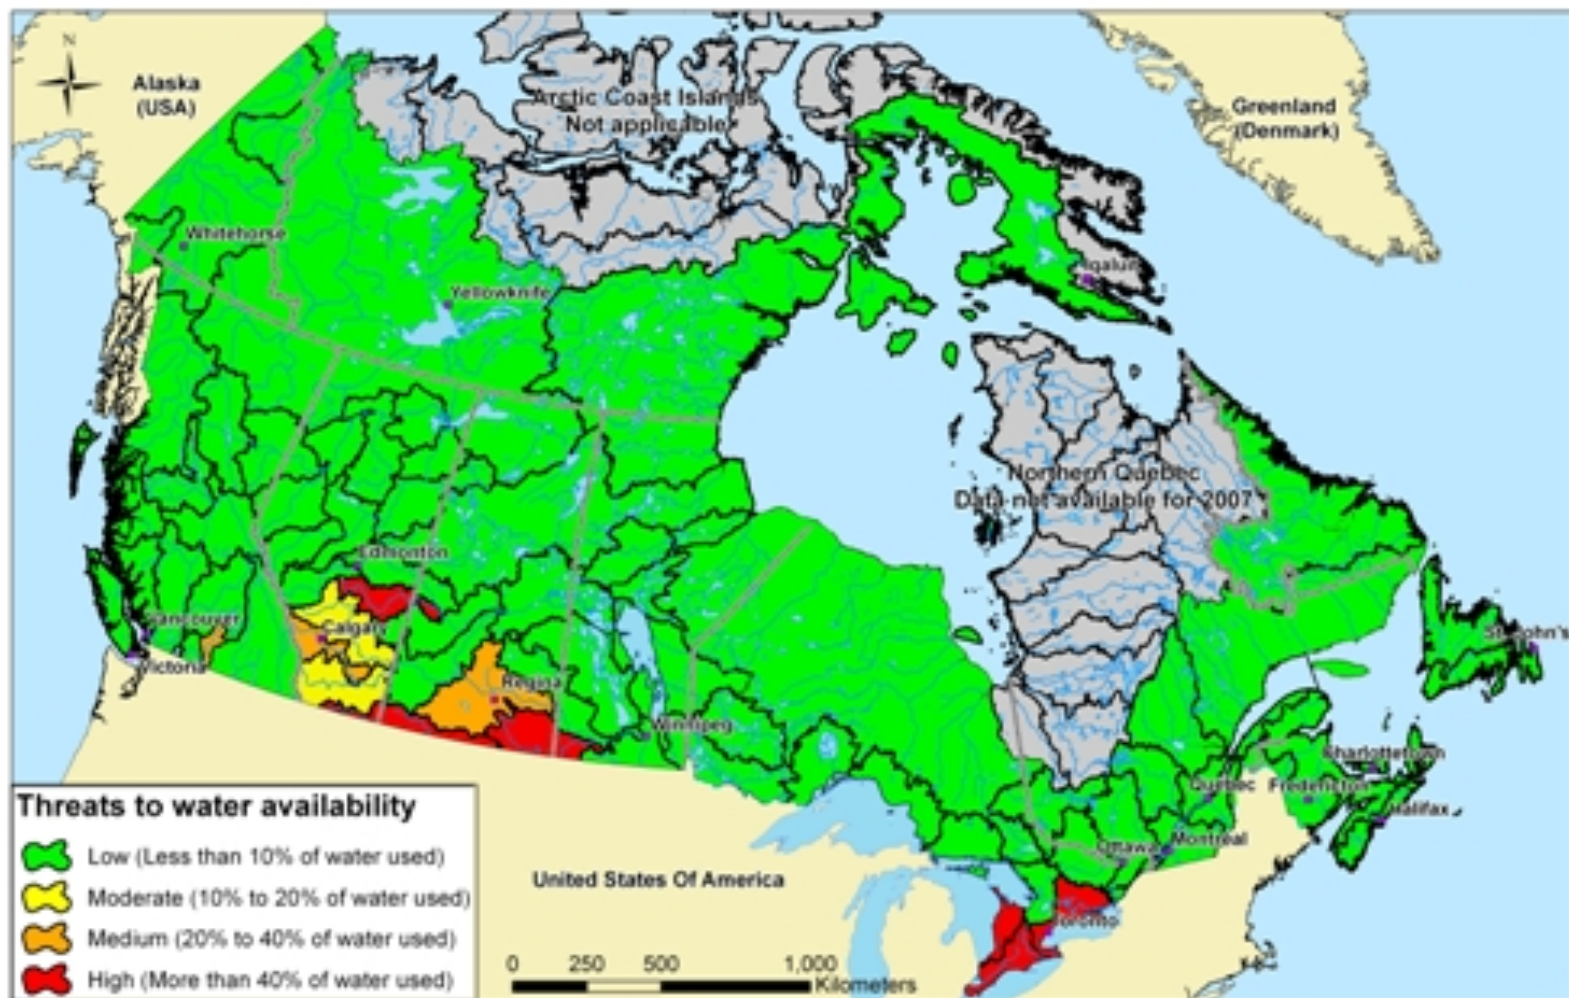 N
Alaska
(USA)
Arctic Coast Islands
Not applicable
Greenland
(Denmark)
Whitehorse
Yellowknife
Iqaluit
Northern Quebec
Data not available for 2007
Edmonton
Vancouver
Calgary
Victoria
Regina
Winnipeg
St. John's
Charlottetown
Quebec
Fredericton
Halifax
Montreal
Ottawa
Toronto
United States Of America
Threats to water availability
Low (Less than 10% of water used)
Moderate (10% to 20% of water used)
Medium (20% to 40% of water used)
High (More than 40% of water used)
0 250 500 1,000
Kilometers